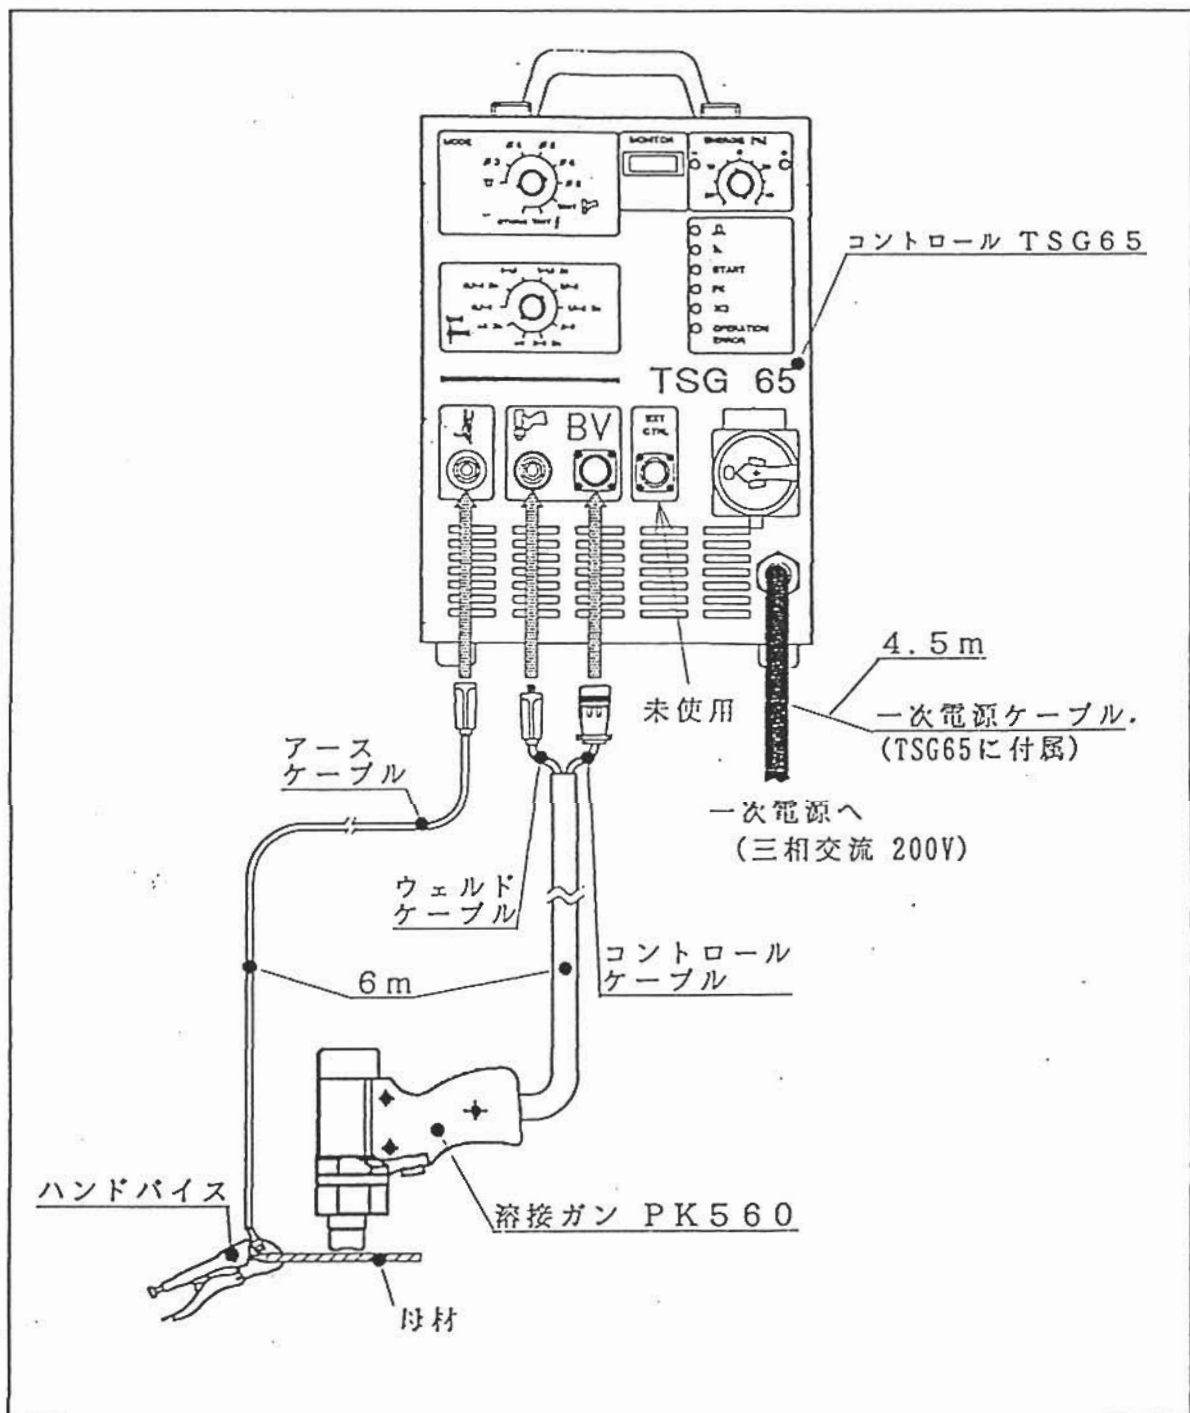 MODE
MONITOR
ENERGIE [%]
START
PK
OPERATION
ERROR
コントロール TSG65
TSG 65
BV
EXT
CTRL
未使用
4.5m
一次電源ケーブル.
(TSG65に付属)
一次電源へ
(三相交流 200V)
アース
ケーブル
ウェルド
ケーブル
コントロール
ケーブル
6m
ハンドバイス
溶接ガン PK560
母材